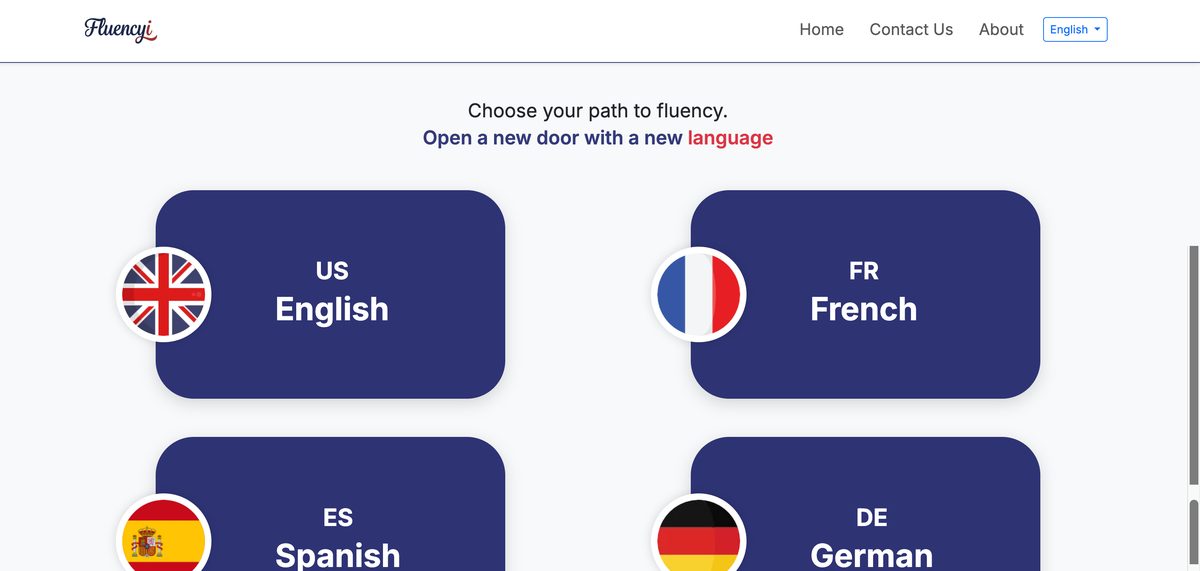 Fluencyi
Home
Contact Us
About
English
Choose your path to fluency.
Open a new door with a new language
US
English
FR
French
ES
Spanish
DE
German